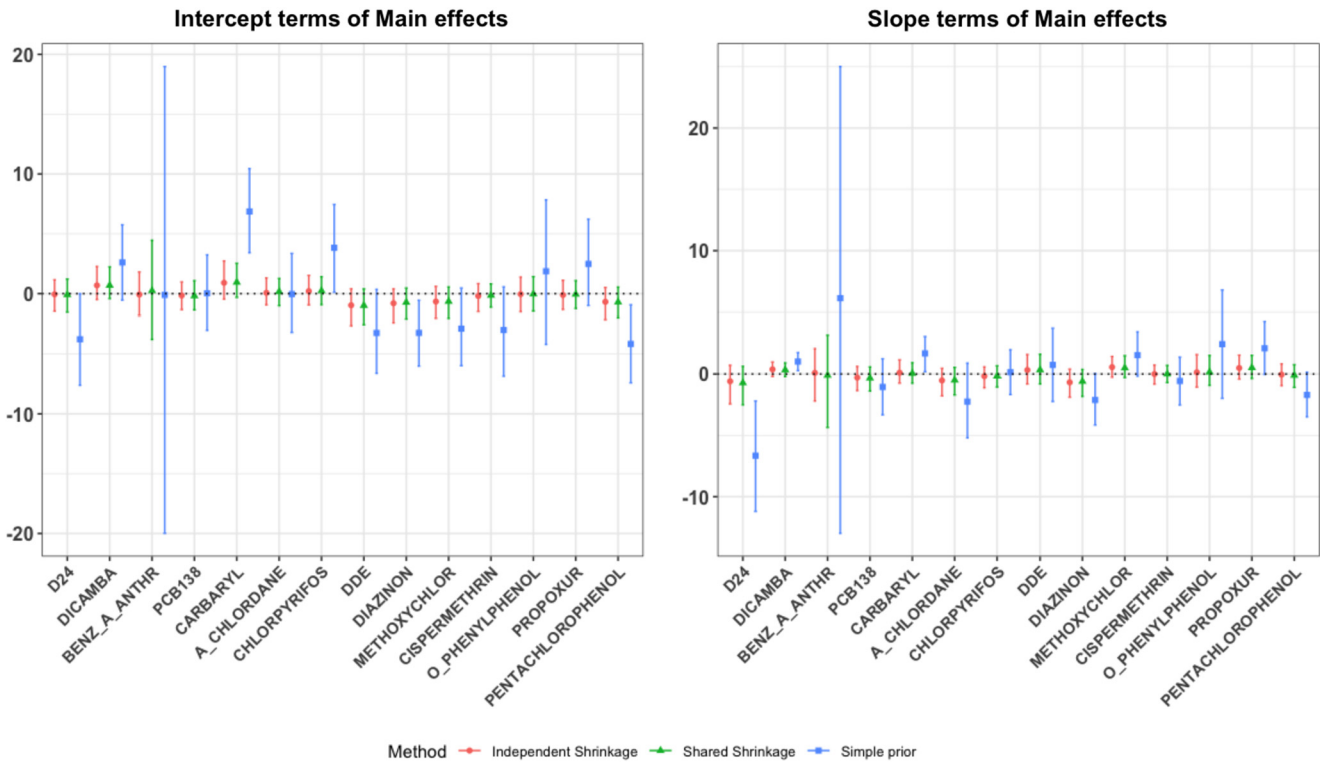 Intercept terms of Main effects
Slope terms of Main effects
20
10
0
-10
-20
20
10
0
-10
D24
DICAMBA
BENZ_A_ANTHR
PCB138
CARBARYL
A_CHLORDANE
CHLORPYRIFOS
DDE
DIAZINON
METHOXYCHLOR
CISPERMETHRIN
O_PHENYLPHENOL
PROPOXUR
PENTACHLOROPHENOL
D24
DICAMBA
BENZ_A_ANTHR
PCB138
CARBARYL
A_CHLORDANE
CHLORPYRIFOS
DDE
DIAZINON
METHOXYCHLOR
CISPERMETHRIN
O_PHENYLPHENOL
PROPOXUR
PENTACHLOROPHENOL
Method Independent Shrinkage Shared Shrinkage Simple prior